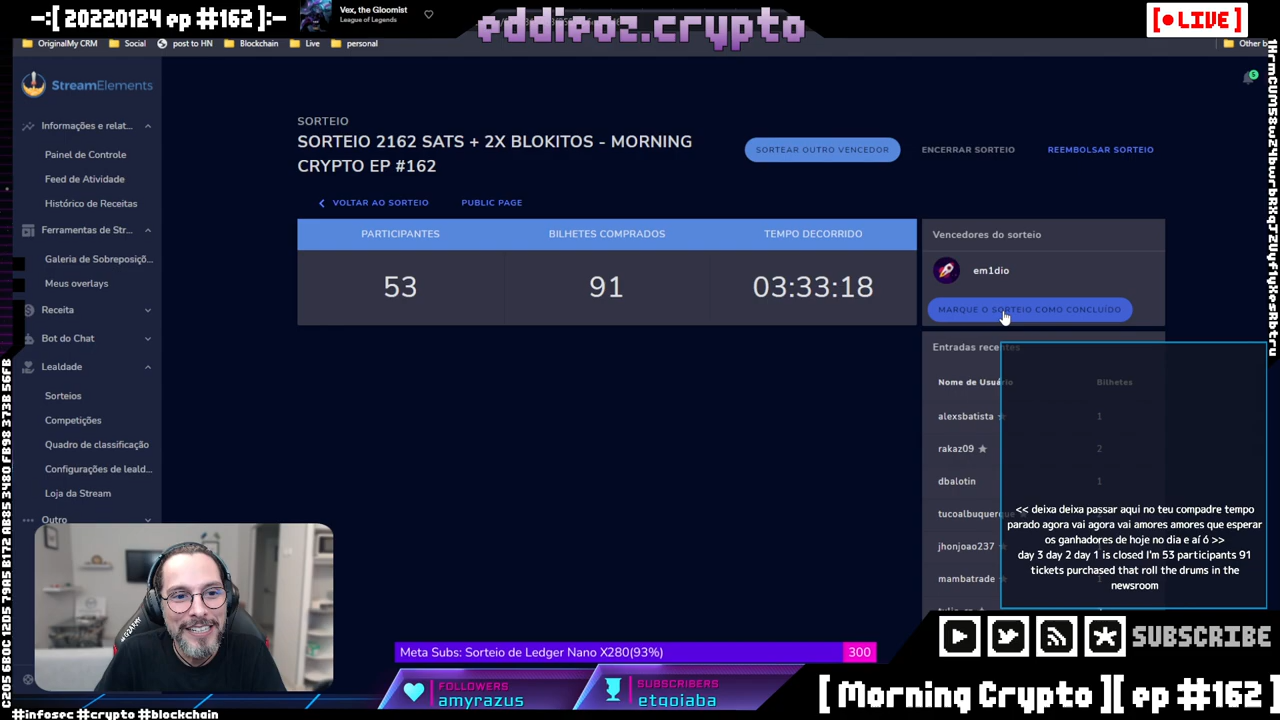 -:[ 20220124 ep #162 ]:-
Vex, the Gloomist
League of Legends
eddieoz.crypto
[● LIVE ]
OriginalMy CRM
Social
post to HN
Blockchain
Live
personal
Other b
StreamElements
5
Informações e relat...
Painel de Controle
Feed de Atividade
Histórico de Receitas
Ferramentas de Str...
Galeria de Sobreposiçõ...
Meus overlays
Receita
Bot do Chat
Lealdade
Sorteios
Competições
Quadro de classificação
Configurações de leald...
Loja da Stream
Outro
SORTEIO
SORTEIO 2162 SATS + 2X BLOKITOS - MORNING
CRYPTO EP #162
SORTEAR OUTRO VENCEDOR
ENCERRAR SORTEIO
REEMBOLSAR SORTEIO
VOLTAR AO SORTEIO
PUBLIC PAGE
PARTICIPANTES
BILHETES COMPRADOS
TEMPO DECORRIDO
53
91
03:33:18
Vencedores do sorteio
em1dio
MARQUE O SORTEIO COMO CONCLUÍDO
Entradas recentes
Nome de Usuário
Bilhetes
alexsbatista
1
rakaz09
2
dbalotin
1
tucoalbuquerque
jhonjoao237
mambatrade
<< deixa deixa passar aqui no teu compadre tempo
parado agora vai agora vai amores amores que esperar
os ganhadores de hoje no dia e aí ó >>
day 3 day 2 day 1 is closed I'm 53 participants 91
tickets purchased that roll the drums in the
newsroom
Meta Subs: Sorteio de Ledger Nano X280(93%)
300
FOLLOWERS
amyrazus
SUBSCRIBERS
etgoiaba
SUBSCRIBE
[ Morning Crypto ][ ep #162 ]
#infosec #crypto #blockchain